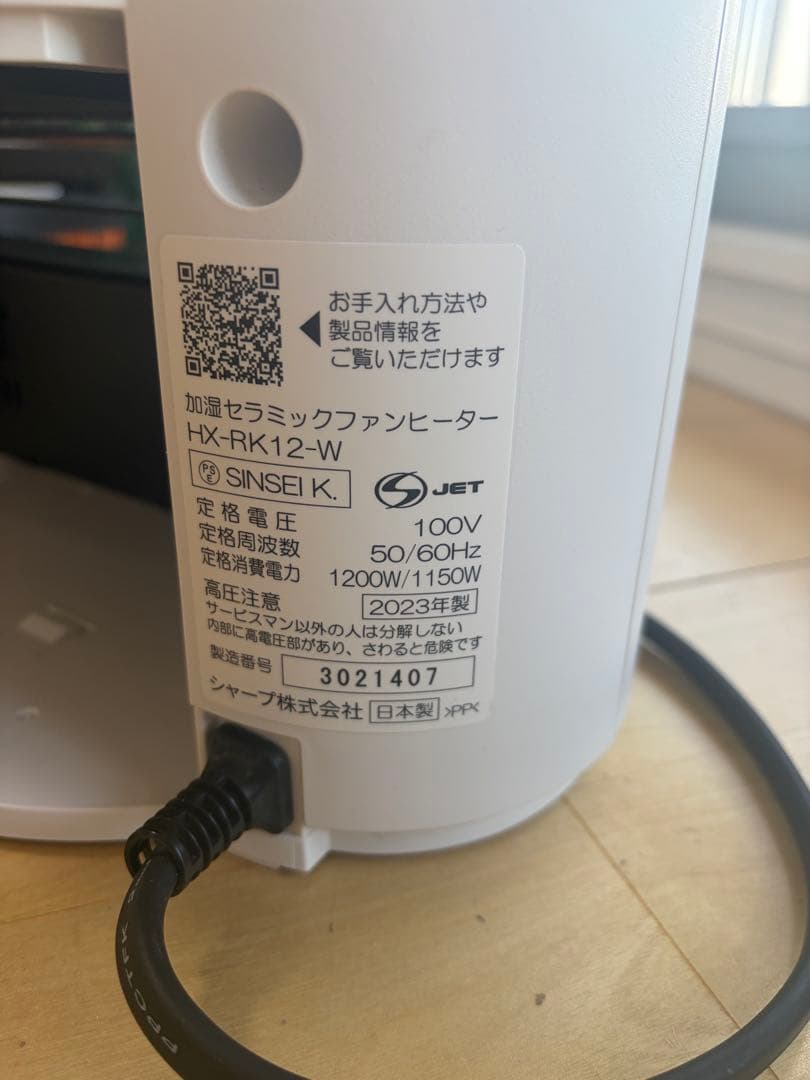 お手入れ方法や
製品情報を
ご覧いただけます
加湿セラミックファンヒーター
HX-RK12-W
PSE SINSEI K.
S JET
定格電圧 100V
定格周波数 50/60Hz
定格消費電力 1200W/1150W
高圧注意 2023年製
サービスマン以外の人は分解しない
内部に高電圧部があり、さわると危険です
製造番号 3021407
シャープ株式会社 日本製 >PP<